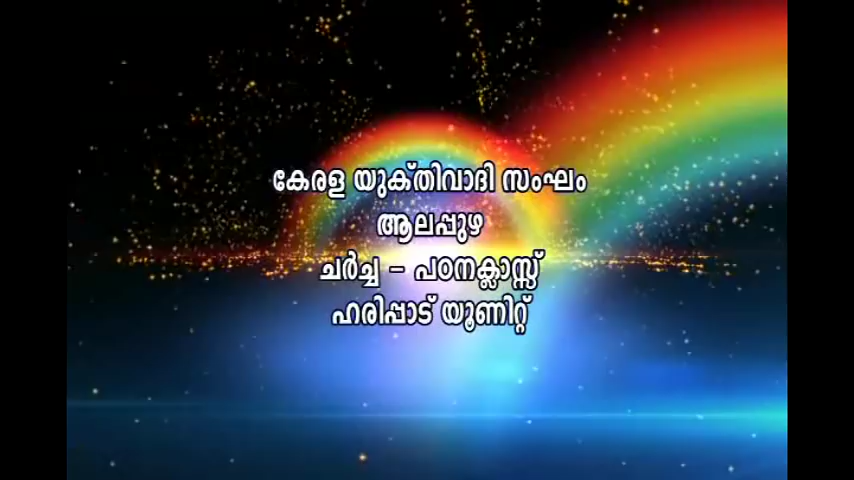 കേരള യുക്തിവാദി സംഘം
ആലപ്പുഴ
ചർച്ച – പഠനക്ലാസ്സ്
ഹരിപ്പാട് യൂണിറ്റ്